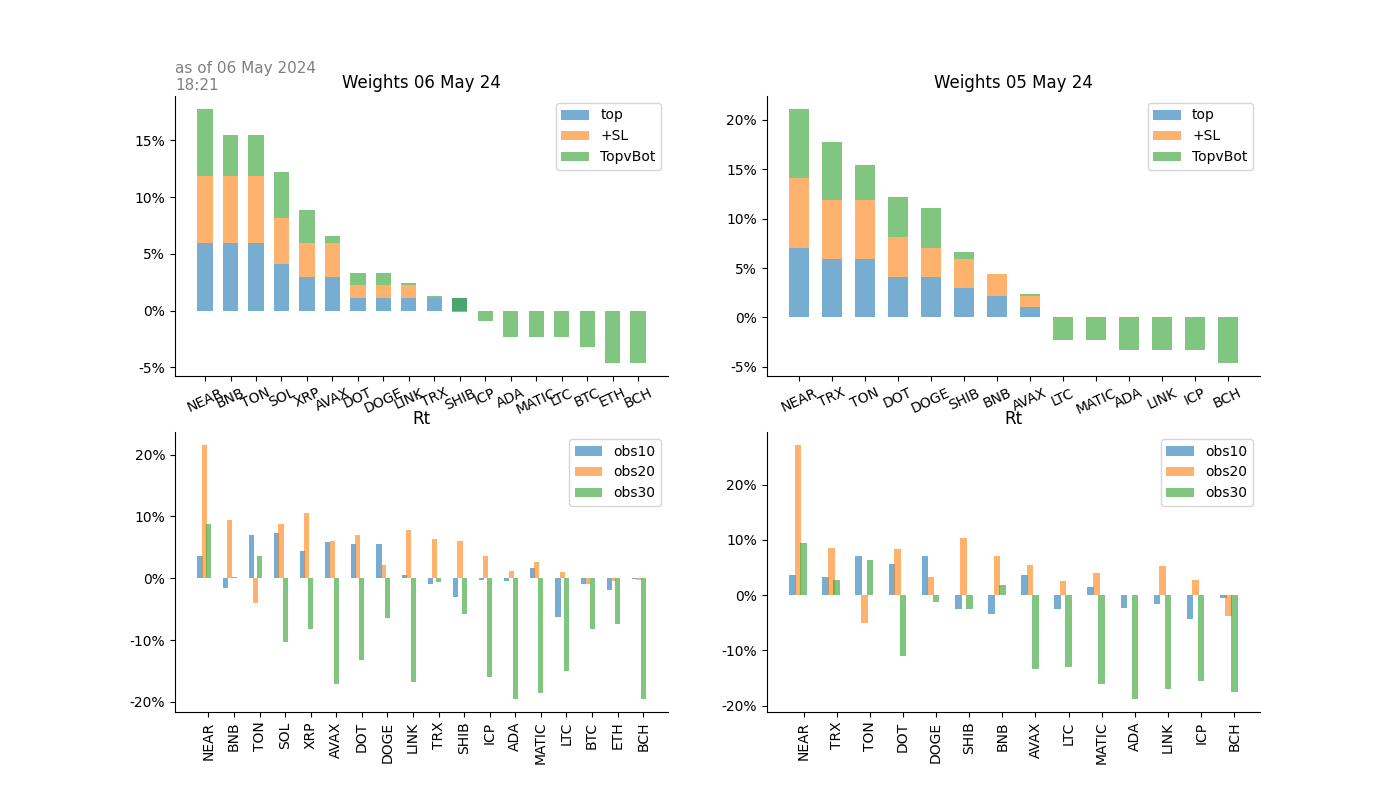 as of 06 May 2024
18:21
Weights 06 May 24
top
+SL
TopvBot
15%
10%
5%
0%
-5%
NEAR BNB TON SOL XRP AVAX DOT DOGE LINK TRX SHIB ICP ADA MATIC LTC BTC ETH BCH
Weights 05 May 24
top
+SL
TopvBot
20%
15%
10%
5%
0%
-5%
NEAR TRX TON DOT DOGE SHIB BNB AVAX LTC MATIC ADA LINK ICP BCH
Rt
obs10
obs20
obs30
20%
10%
0%
-10%
-20%
NEAR BNB TON SOL XRP AVAX DOT DOGE LINK TRX SHIB ICP ADA MATIC LTC BTC ETH BCH
Rt
obs10
obs20
obs30
20%
10%
0%
-10%
-20%
NEAR TRX TON DOT DOGE SHIB BNB AVAX LTC MATIC ADA LINK ICP BCH